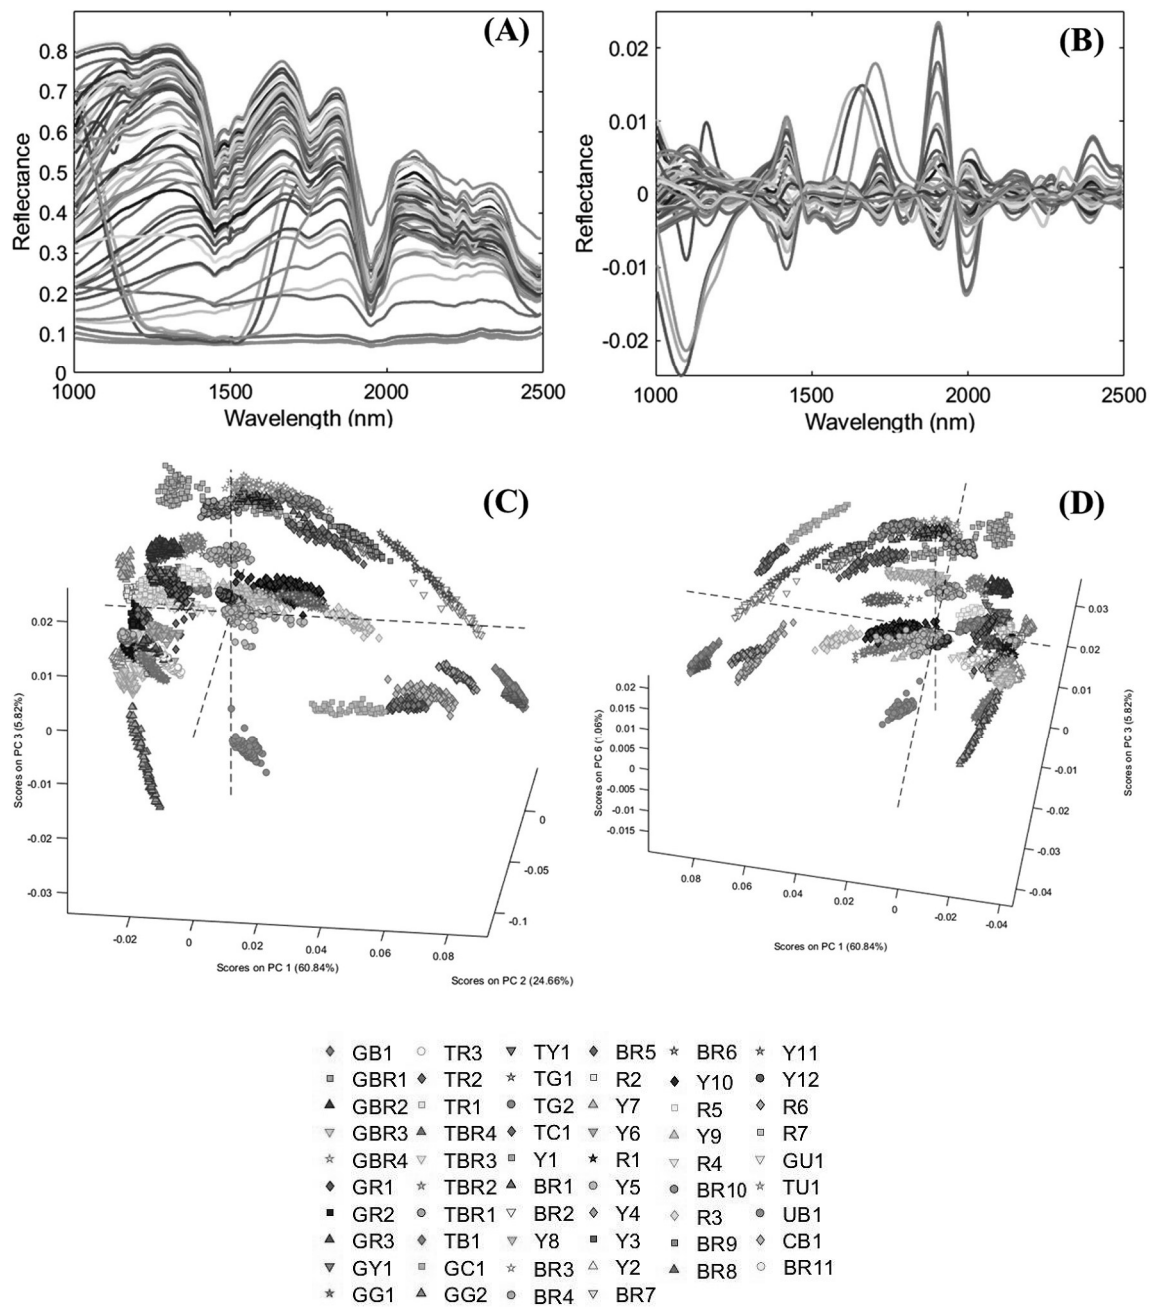 (A)
0.8
0.7
0.6
0.5
0.4
0.3
0.2
0.1
0
Reflectance
1000 1500 2000 2500
Wavelength (nm)
(B)
0.02
0.01
0
-0.01
-0.02
Reflectance
1000 1500 2000 2500
Wavelength (nm)
(C)
0.02
0.01
0
-0.01
-0.02
-0.03
Scores on PC 3 (5.82%)
-0.02 0 0.02 0.04 0.06 0.08
Scores on PC 1 (60.84%)
0
-0.05
-0.1
Scores on PC 2 (24.66%)
(D)
0.02
0.015
0.01
0.005
0
-0.005
-0.01
-0.015
Scores on PC 6 (1.06%)
0.08 0.06 0.04 0.02 0 -0.02 -0.04
Scores on PC 1 (60.84%)
0.03
0.02
0.01
0
-0.01
-0.02
-0.03
-0.04
Scores on PC 3 (5.82%)
GB1 TR3 TY1 BR5 BR6 Y11
GBR1 TR2 TG1 R2 Y10 Y12
GBR2 TR1 TG2 Y7 R5 R6
GBR3 TBR4 TC1 Y6 Y9 R7
GBR4 TBR3 Y1 R1 R4 GU1
GR1 TBR2 BR1 Y5 BR10 TU1
GR2 TBR1 BR2 Y4 R3 UB1
GR3 TB1 Y8 Y3 BR9 CB1
GY1 GC1 BR3 Y2 BR8 BR11
GG1 GG2 BR4 BR7